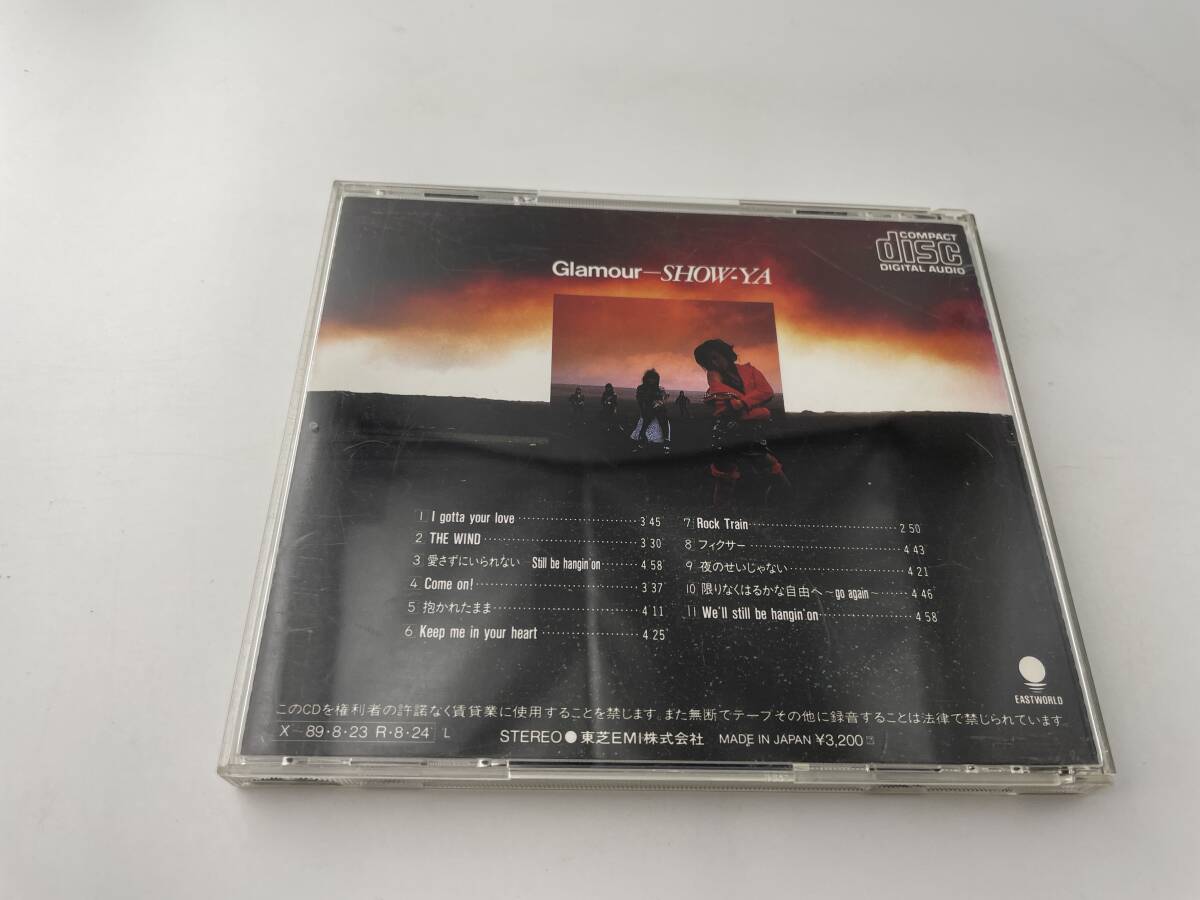 COMPACT
disc
DIGITAL AUDIO
Glamour—SHOW-YA
1 I gotta your love 3 45
2 THE WIND 3 30
3 愛さずにいられない Still be hangin'on 4 58
4 Come on! 3 37
5 抱かれたまま 4 11
6 Keep me in your heart 4 25
7 Rock Train 2 50
8 フィクサー 4 43
9 夜のせいじゃない 4 21
10 限りなくはるかな自由へ~go again~ 4 46
11 We'll still be hangin'on 4 58
EASTWORLD
このCDを権利者の許諾なく賃貸業に使用することを禁じます。また無断でテープその他に録音することは法律で禁じられています
X-89・8・23 R・8・24 L STEREO●東芝EMI株式会社 MADE IN JAPAN ¥3,200